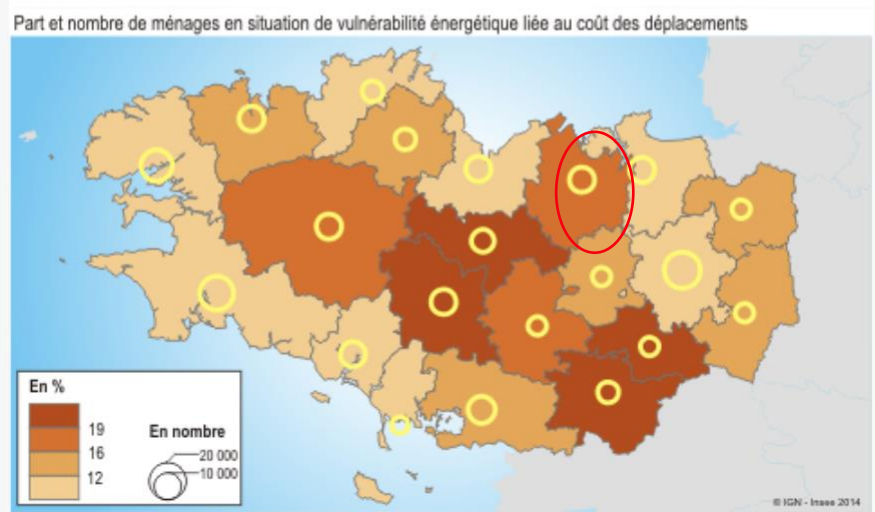 Part et nombre de ménages en situation de vulnérabilité énergétique liée au coût des déplacements
En %
19
16
12
En nombre
20 000
10 000
© IGN - Insee 2014